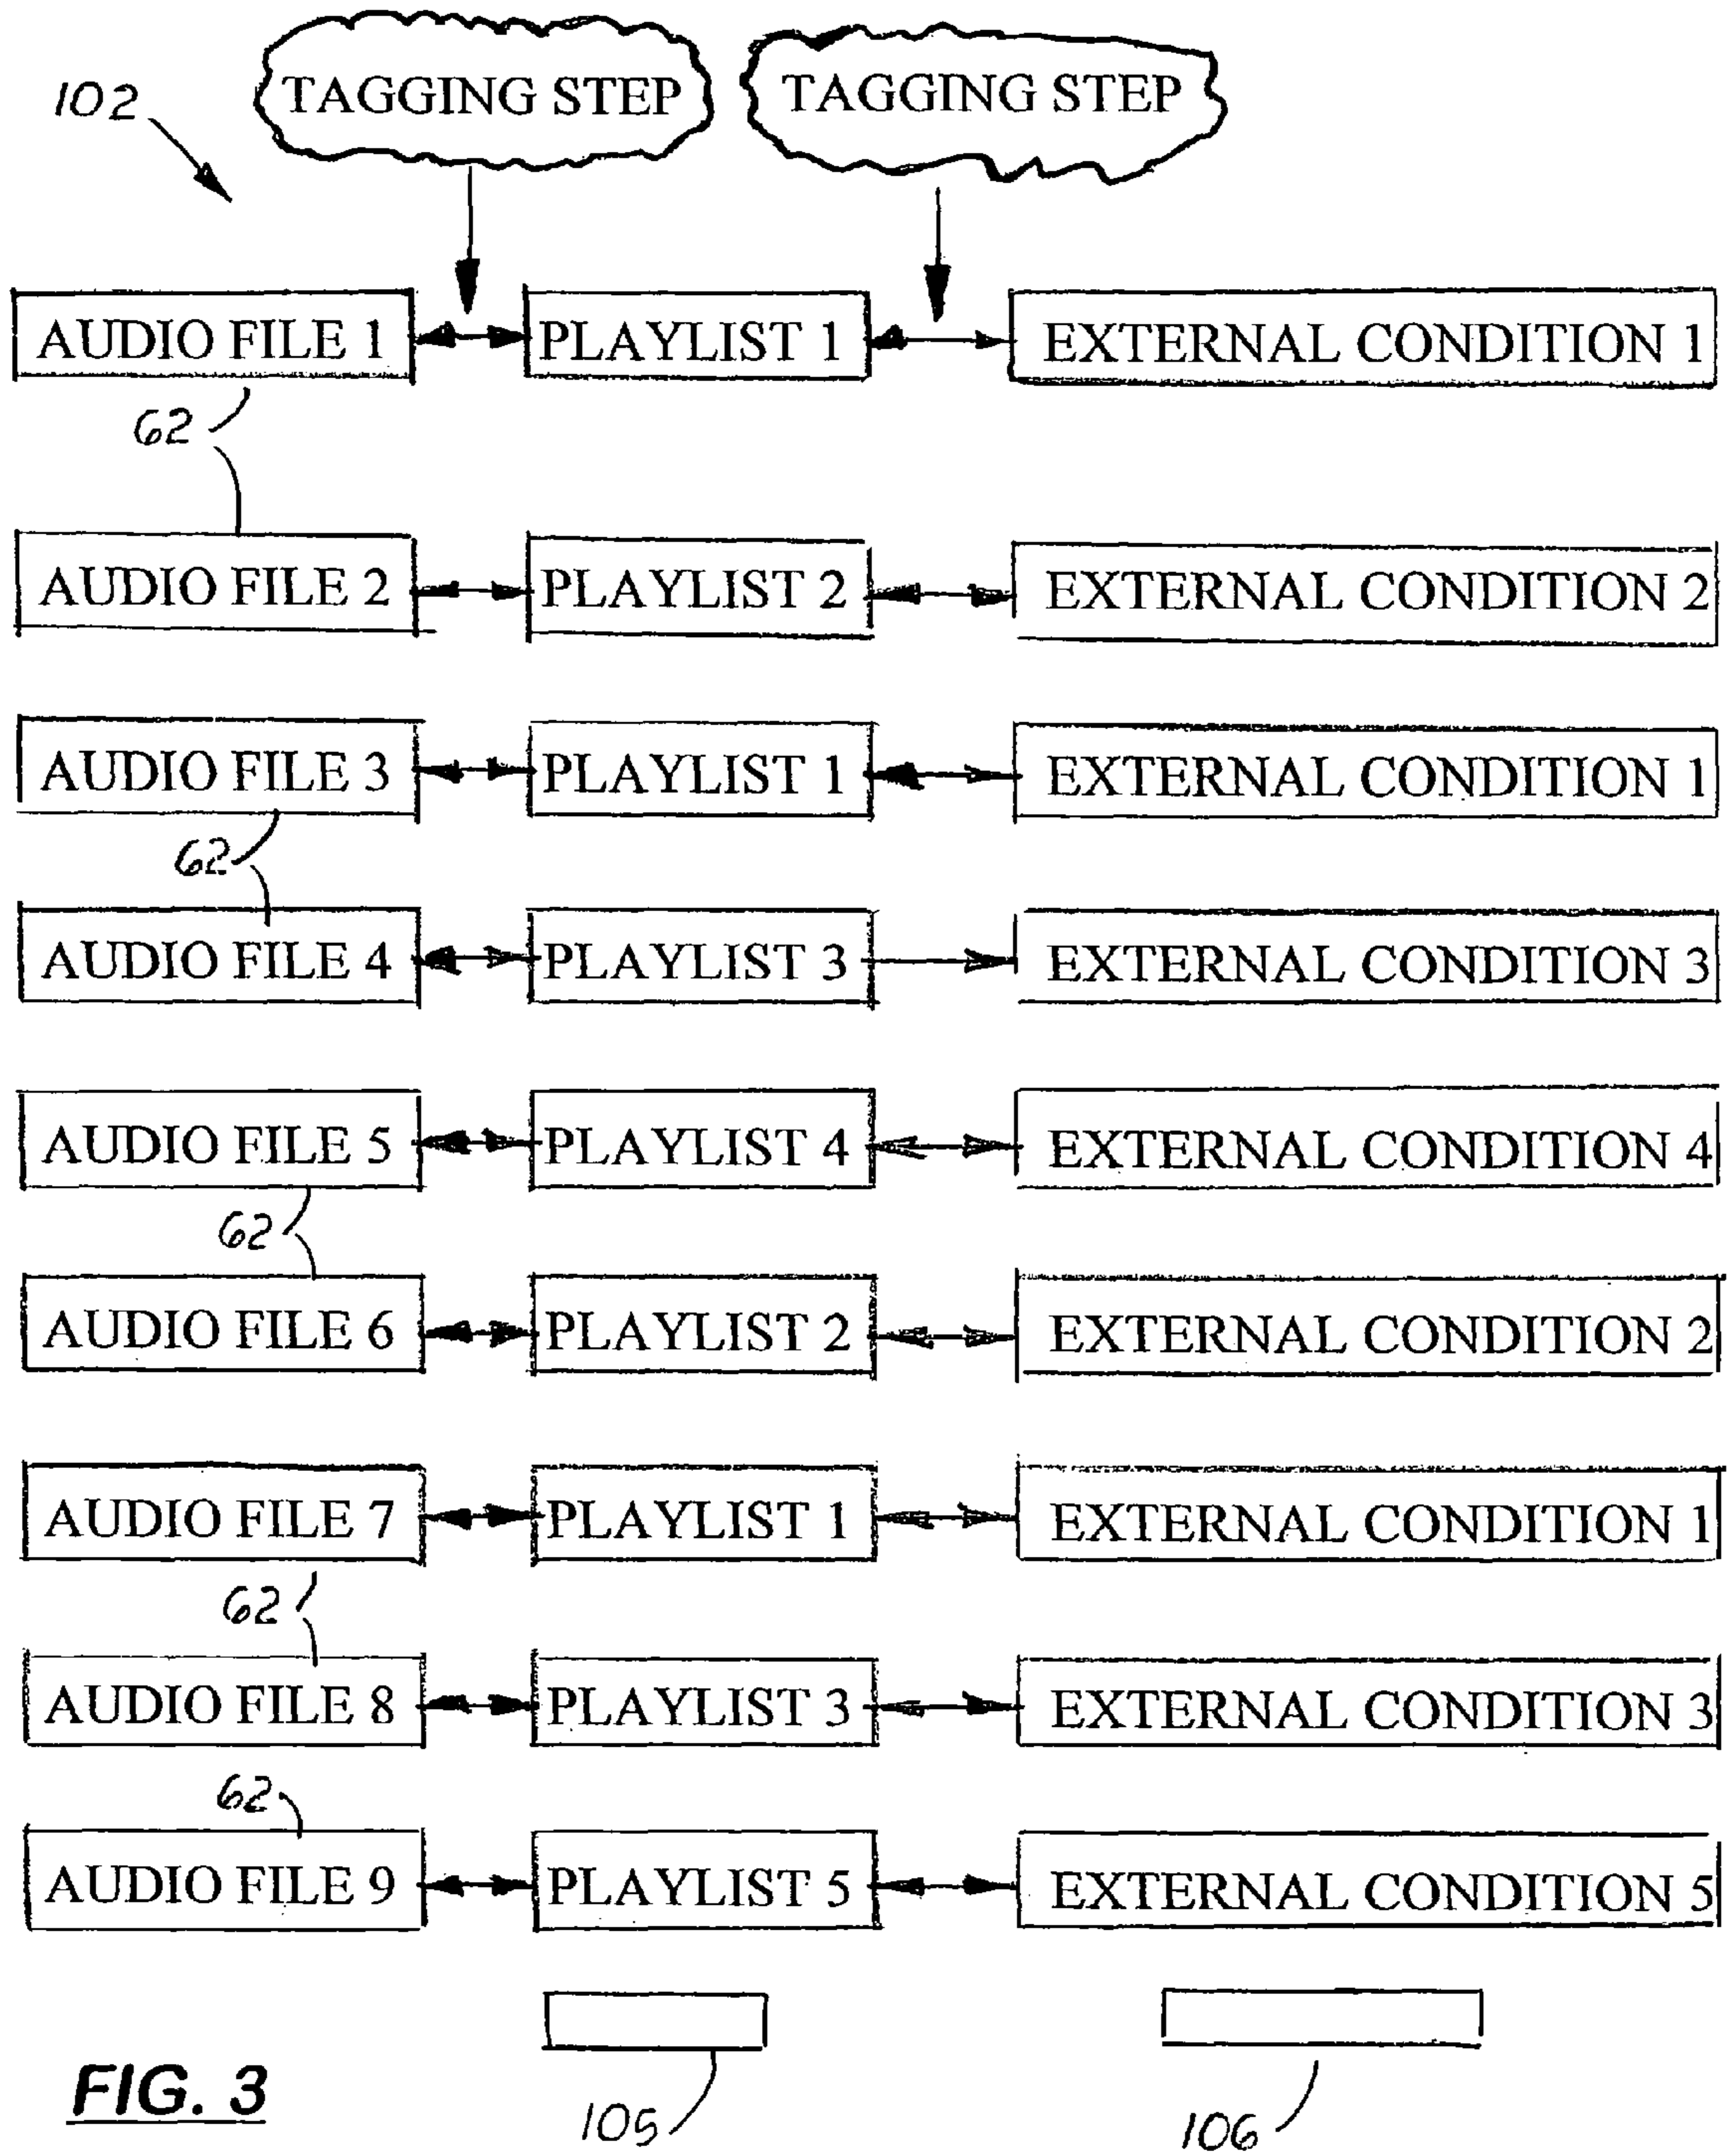 TAGGING STEP TAGGING STEP
102
AUDIO FILE 1 PLAYLIST 1 EXTERNAL CONDITION 1
62
AUDIO FILE 2 PLAYLIST 2 EXTERNAL CONDITION 2
AUDIO FILE 3 PLAYLIST 1 EXTERNAL CONDITION 1
62
AUDIO FILE 4 PLAYLIST 3 EXTERNAL CONDITION 3
AUDIO FILE 5 PLAYLIST 4 EXTERNAL CONDITION 4
62
AUDIO FILE 6 PLAYLIST 2 EXTERNAL CONDITION 2
AUDIO FILE 7 PLAYLIST 1 EXTERNAL CONDITION 1
62
AUDIO FILE 8 PLAYLIST 3 EXTERNAL CONDITION 3
62
AUDIO FILE 9 PLAYLIST 5 EXTERNAL CONDITION 5
FIG. 3
105 106